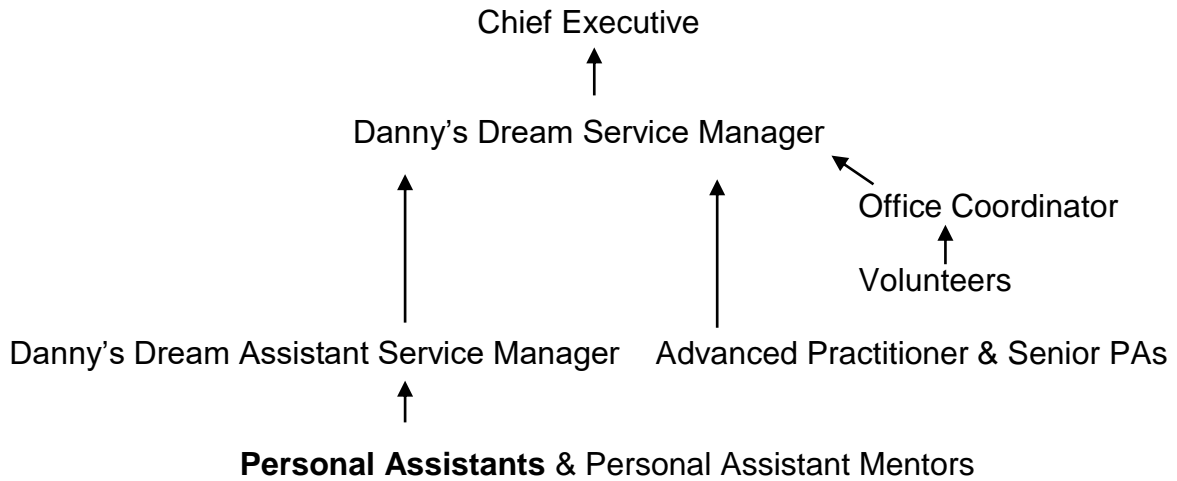 Chief Executive
Danny’s Dream Service Manager
Office Coordinator
Volunteers
Danny’s Dream Assistant Service Manager
Advanced Practitioner & Senior PAs
Personal Assistants & Personal Assistant Mentors